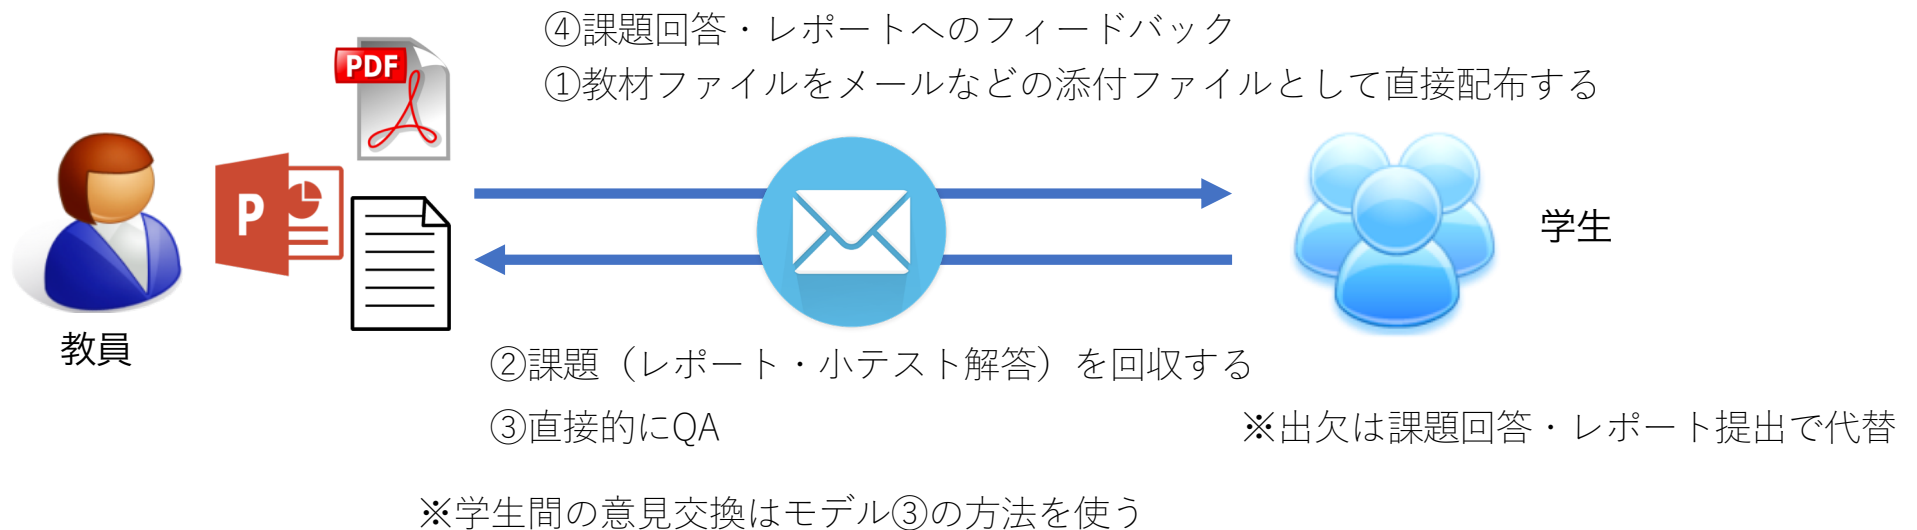 ④課題回答・レポートへのフィードバック
①教材ファイルをメールなどの添付ファイルとして直接配布する
PDF
P
学生
教員
②課題（レポート・小テスト解答）を回収する
③直接的にQA
※出欠は課題回答・レポート提出で代替
※学生間の意見交換はモデル③の方法を使う